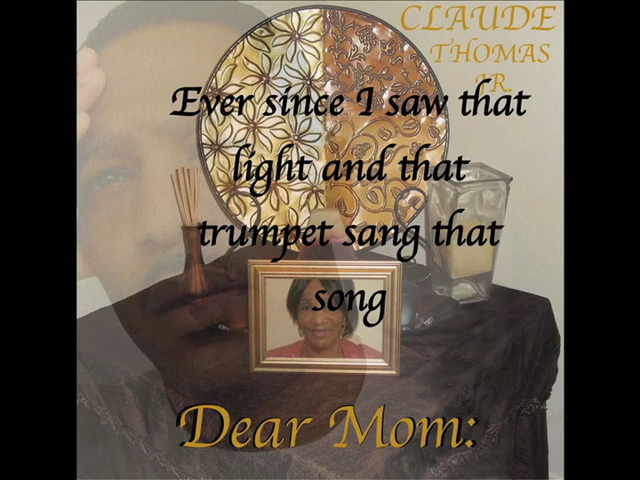 CLAUDE
THOMAS
JR.
Ever since I saw that
light and that
trumpet sang that
song
Dear Mom: